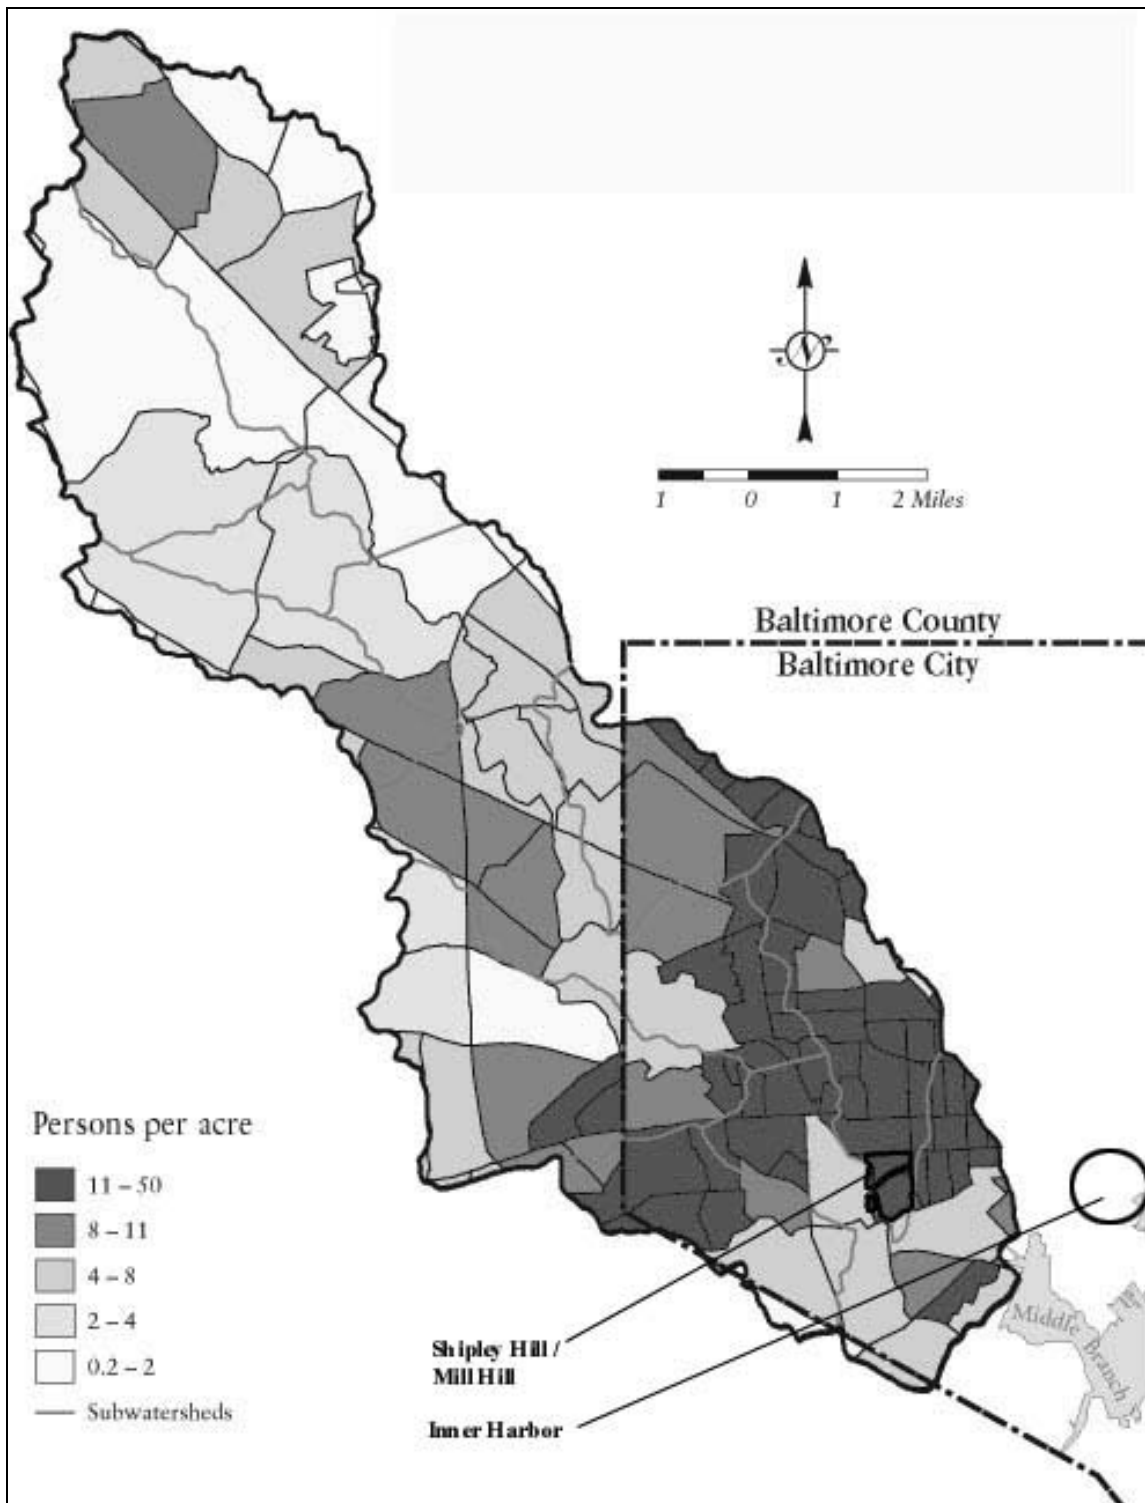 N
1 0 1 2 Miles
Baltimore County
Baltimore City
Persons per acre
11 – 50
8 – 11
4 – 8
2 – 4
0.2 – 2
Subwatersheds
Shipley Hill /
Mill Hill
Inner Harbor
Middle Branch